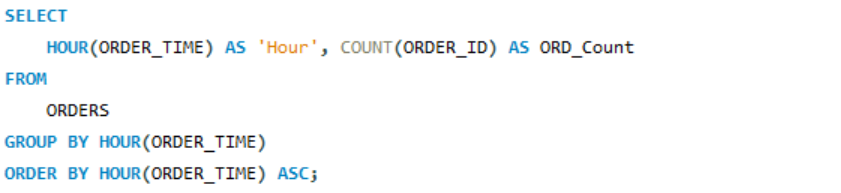 SELECT
    HOUR(ORDER_TIME) AS 'Hour', COUNT(ORDER_ID) AS ORD_Count
FROM
    ORDERS
GROUP BY HOUR(ORDER_TIME)
ORDER BY HOUR(ORDER_TIME) ASC;